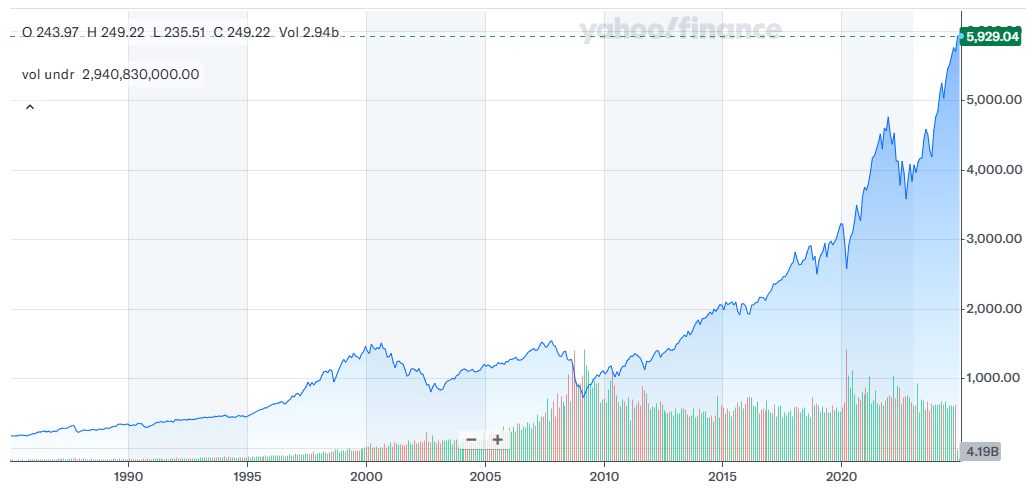 yahoo/finance
O 243.97 H 249.22 L 235.51 C 249.22 Vol 2.94b
5,929.04
vol undr 2,940,830,000.00
5,000.00
4,000.00
3,000.00
2,000.00
1,000.00
4.19B
1990 1995 2000 2005 2010 2015 2020